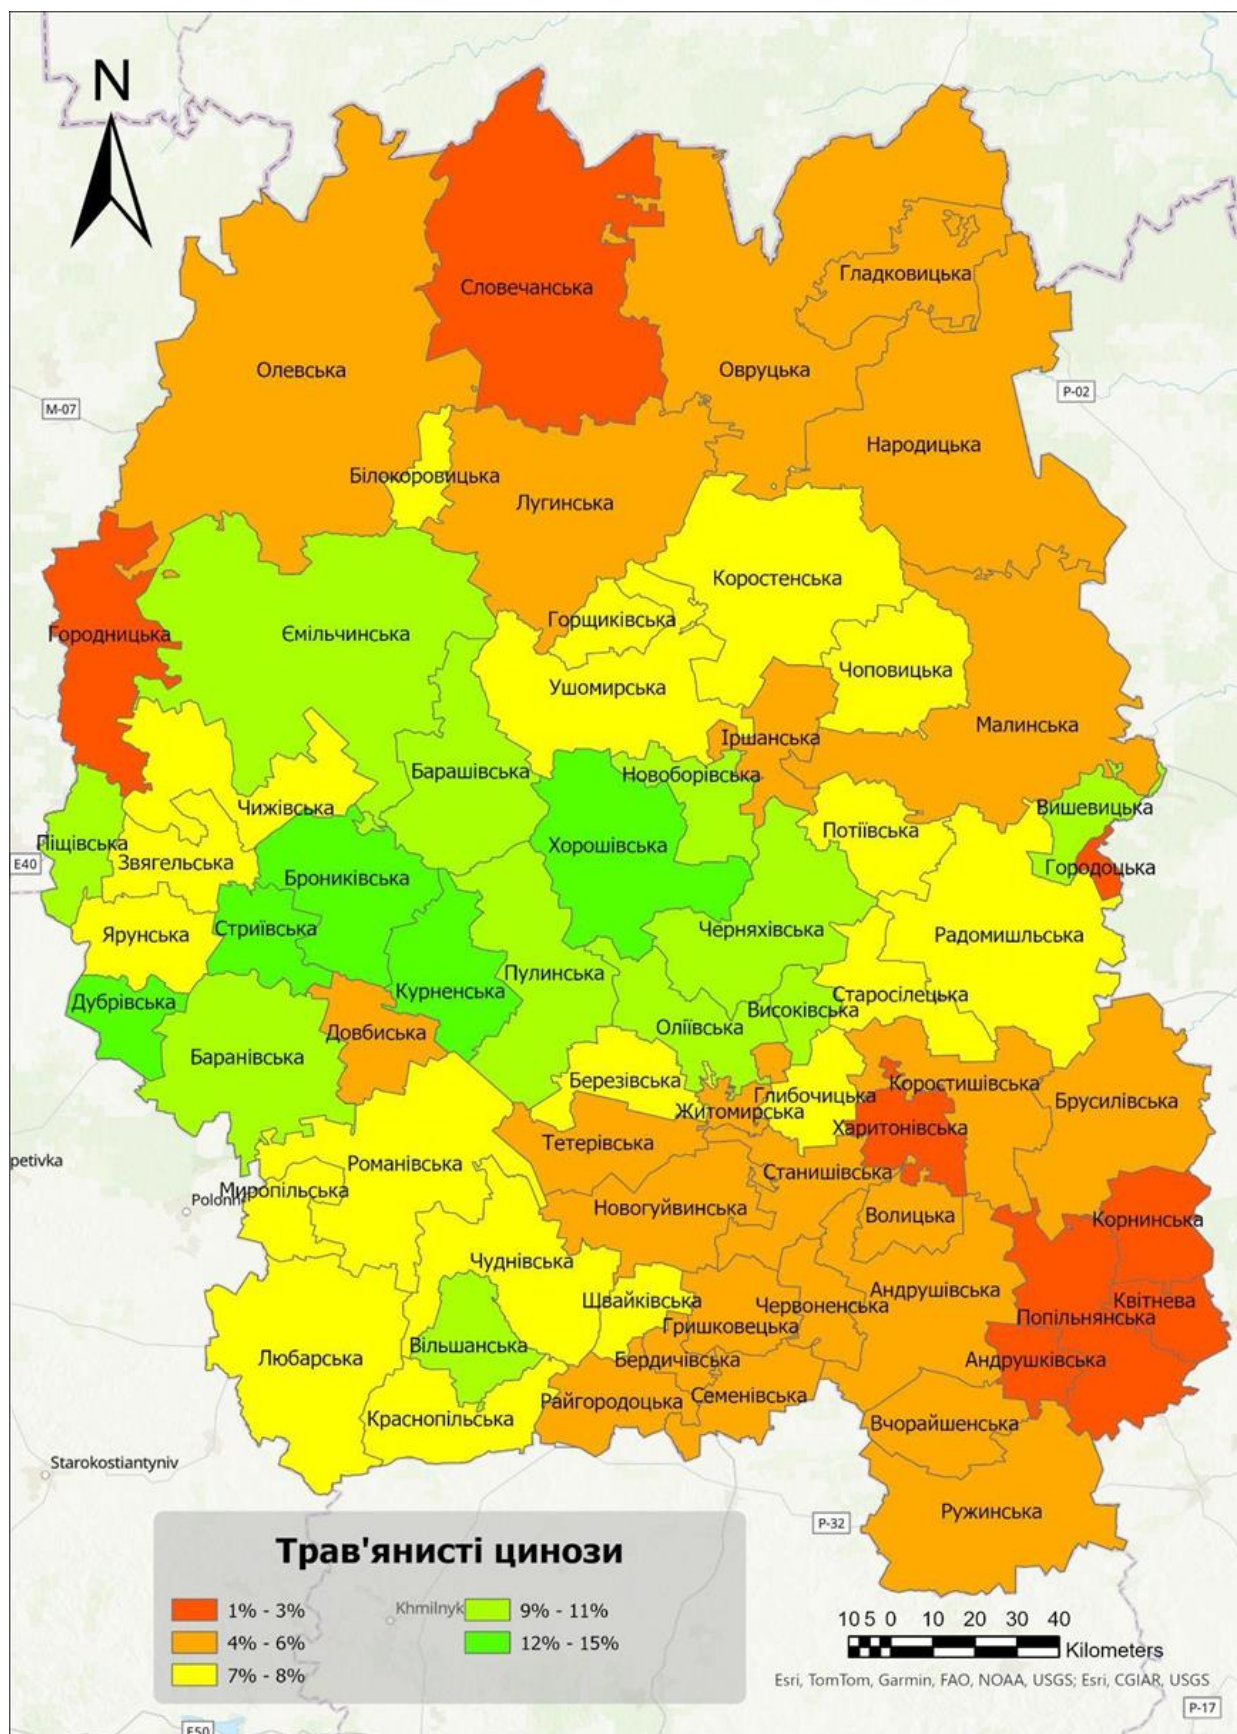 N
Словечанська
Гладковицька
Олевська
Овруцька
M-07
P-02
Народицька
Білокоровицька
Лугинська
Коростенська
Горщиківська
Городницька
Ємільчинська
Чоповицька
Ушомирська
Малинська
Іршанська
Барашівська
Новоборівська
Чижівська
Вишевицька
Потіївська
Піщівська
Хорошівська
E40
Звягельська
Городоцька
Брониківська
Стриївська
Черняхівська
Ярунська
Радомишльська
Пулинська
Курненська
Старосілецька
Дубрівська
Високівська
Оліївська
Довбиська
Баранівська
Березівська
Коростишівська
Глибочицька
Брусилівська
Житомирська
Харитонівська
Тетерівська
petivka
Романівська
Станишівська
Миропільська
Polonn
Новогуйвинська
Волицька
Корнинська
Чуднівська
Андрушівська
Швайківська
Червоненська
Квітнева
Попільнянська
Гришковецька
Вільшанська
Любарська
Бердичівська
Андрушківська
Райгородоцька
Семенівська
Краснопільська
Вчорайшенська
Starokostiantyniv
Ружинська
P-32
Трав'янисті цинози
Khmilnyk
1% - 3%
9% - 11%
4% - 6%
12% - 15%
7% - 8%
10 5 0 10 20 30 40
Kilometers
Esri, TomTom, Garmin, FAO, NOAA, USGS; Esri, CGIAR, USGS
P-17
E50